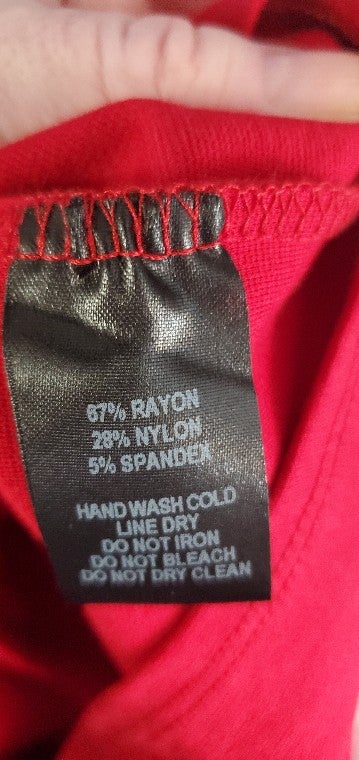 67% RAYON
28% NYLON
5% SPANDEX
HAND WASH COLD
LINE DRY
DO NOT IRON
DO NOT BLEACH
DO NOT DRY CLEAN